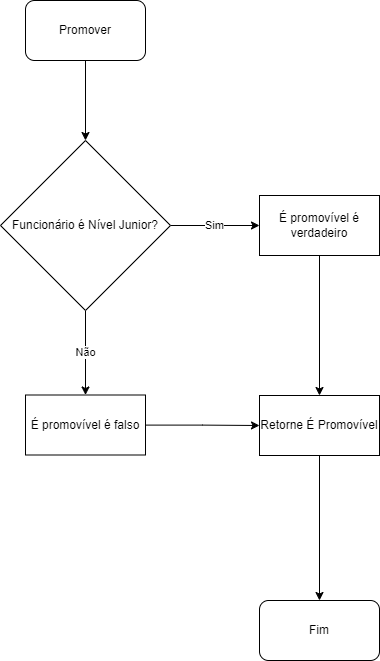 Promover
Funcionário é Nível Junior?
Sim
É promovível é
verdadeiro
Não
É promovível é falso
Retorne É Promovível
Fim